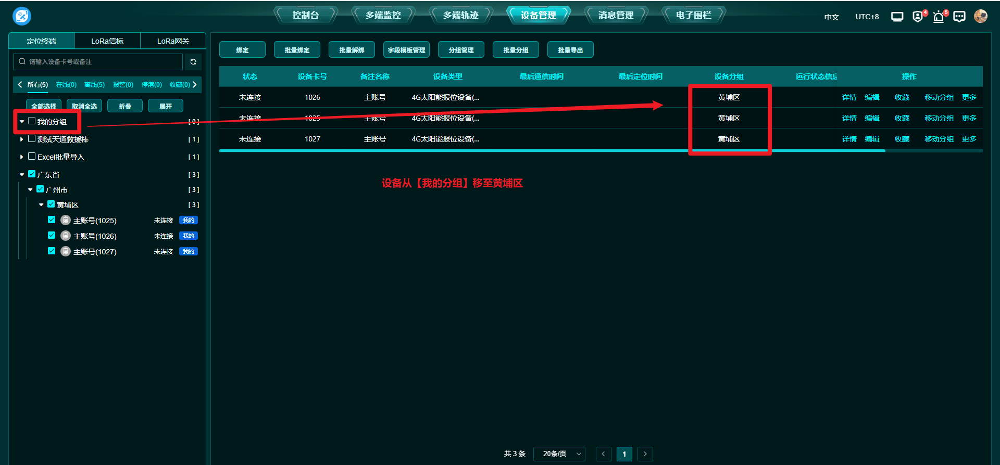 控制台
多端监控
多端轨迹
设备管理
消息管理
电子围栏
中文
UTC+8
4
5
定位终端
LoRa信标
LoRa网关
请输入设备卡号或备注
所有(5) 在线(0) 离线(5) 报警(0) 停港(0) 收藏(0)
全部选择 取消全选 折叠 展开
我的分组 [ 0 ]
测试天通救援棒 [ 1 ]
Excel批量导入 [ 1 ]
广东省 [ 3 ]
广州市 [ 3 ]
黄埔区 [ 3 ]
主账号(1025) 未连接 我的
主账号(1026) 未连接 我的
主账号(1027) 未连接 我的
绑定 批量绑定 批量解绑 字段模板管理 分组管理 批量分组 批量导出
状态 设备卡号 备注名称 设备类型 最后通信时间 最后定位时间 设备分组 运行状态信息 操作
未连接 1026 主账号 4G太阳能报位设备(... 黄埔区 详情 编辑 收藏 移动分组 更多
未连接 1025 主账号 4G太阳能报位设备(... 黄埔区 详情 编辑 收藏 移动分组 更多
未连接 1027 主账号 4G太阳能报位设备(... 黄埔区 详情 编辑 收藏 移动分组 更多
设备从【我的分组】移至黄埔区
共 3 条 20条/页 1